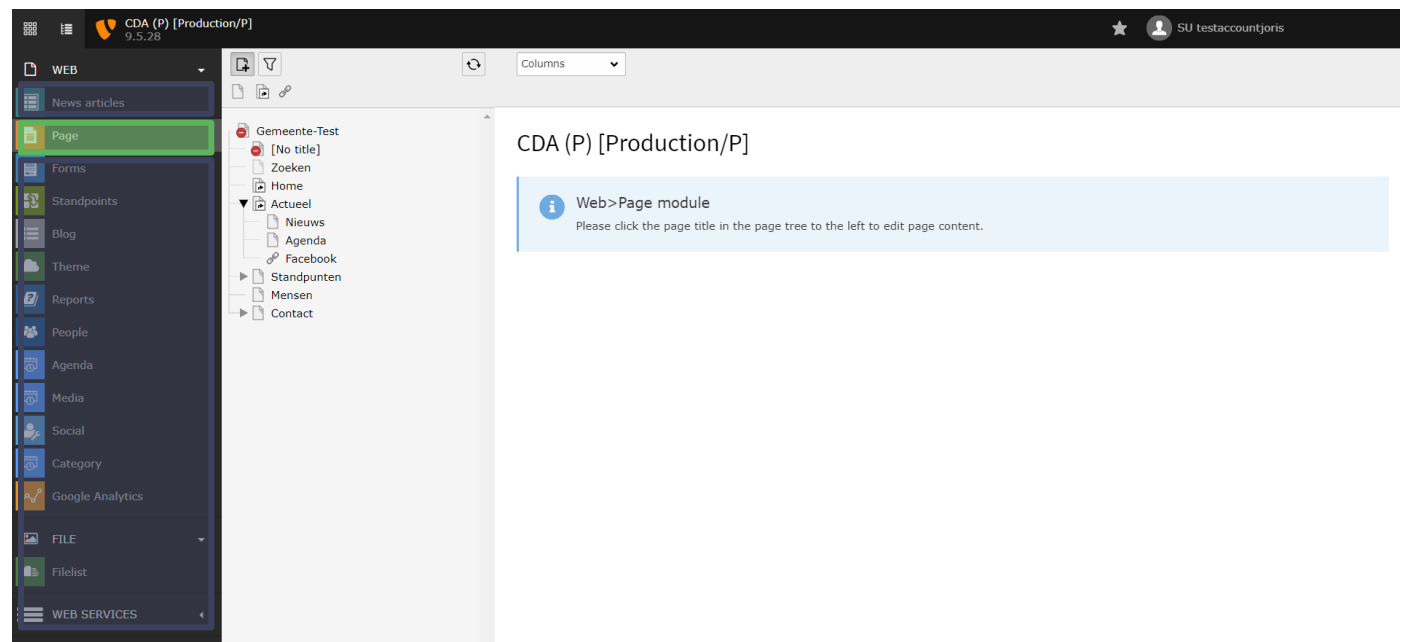 CDA (P) [Production/P]
9.5.28
SU testaccountjoris
WEB
News articles
Page
Forms
Standpoints
Blog
Theme
Reports
People
Agenda
Media
Social
Category
Google Analytics
FILE
Filelist
WEB SERVICES
Gemeente-Test
[No title]
Zoeken
Home
Actueel
Nieuws
Agenda
Facebook
Standpunten
Mensen
Contact
Columns
CDA (P) [Production/P]
Web>Page module
Please click the page title in the page tree to the left to edit page content.